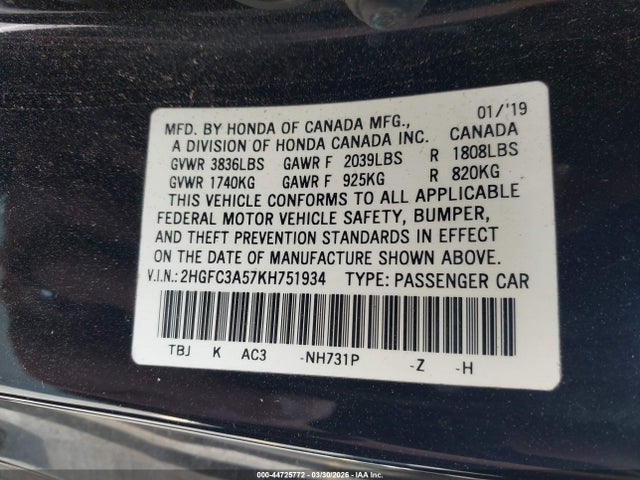 01/'19
MFD. BY HONDA OF CANADA MFG.,
A DIVISION OF HONDA CANADA INC. CANADA
GVWR 3836LBS GAWR F 2039LBS R 1808LBS
GVWR 1740KG GAWR F 925KG R 820KG
THIS VEHICLE CONFORMS TO ALL APPLICABLE
FEDERAL MOTOR VEHICLE SAFETY, BUMPER,
AND THEFT PREVENTION STANDARDS IN EFFECT
ON THE DATE OF MANUFACTURE SHOWN ABOVE.
V.I.N.: 2HGFC3A57KH751934 TYPE: PASSENGER CAR
TBJ K AC3 -NH731P -Z -H
000-44725772 — 03/30/2026 — IAA Inc.